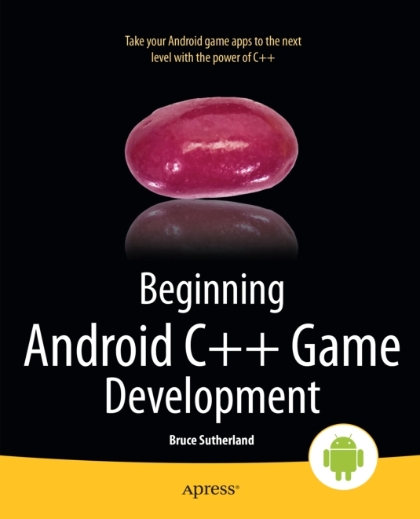 Take your Android game apps to the next
level with the power of C++
Beginning
Android C++ Game
Development
Bruce Sutherland
Apress®